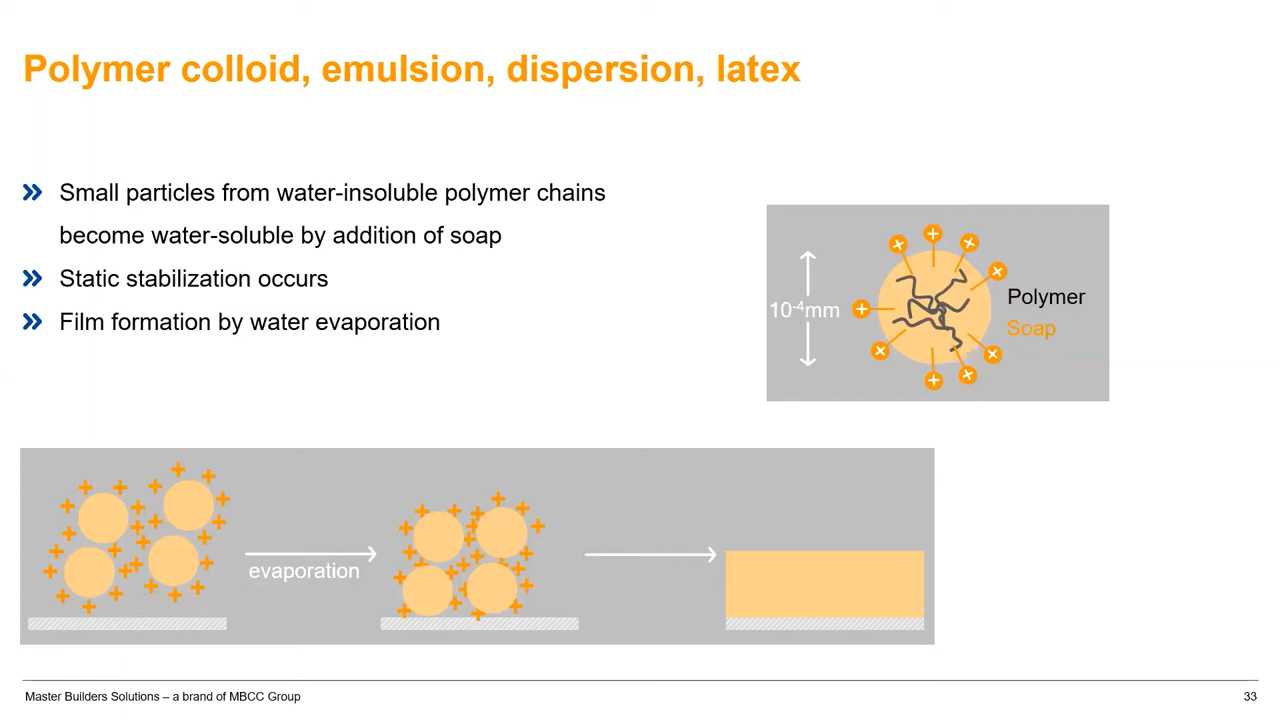 Polymer colloid, emulsion, dispersion, latex
Small particles from water-insoluble polymer chains
become water-soluble by addition of soap
Static stabilization occurs
Film formation by water evaporation
10⁻⁴mm
Polymer
Soap
evaporation
Master Builders Solutions – a brand of MBCC Group
33